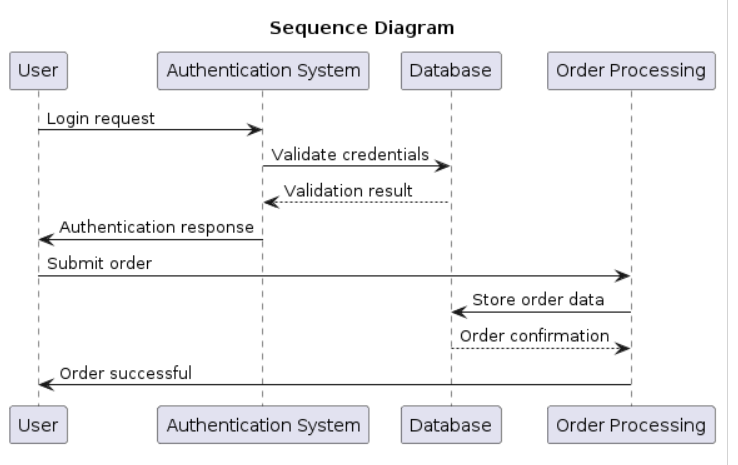 Sequence Diagram
User
Authentication System
Database
Order Processing
Login request
Validate credentials
Validation result
Authentication response
Submit order
Store order data
Order confirmation
Order successful
User
Authentication System
Database
Order Processing